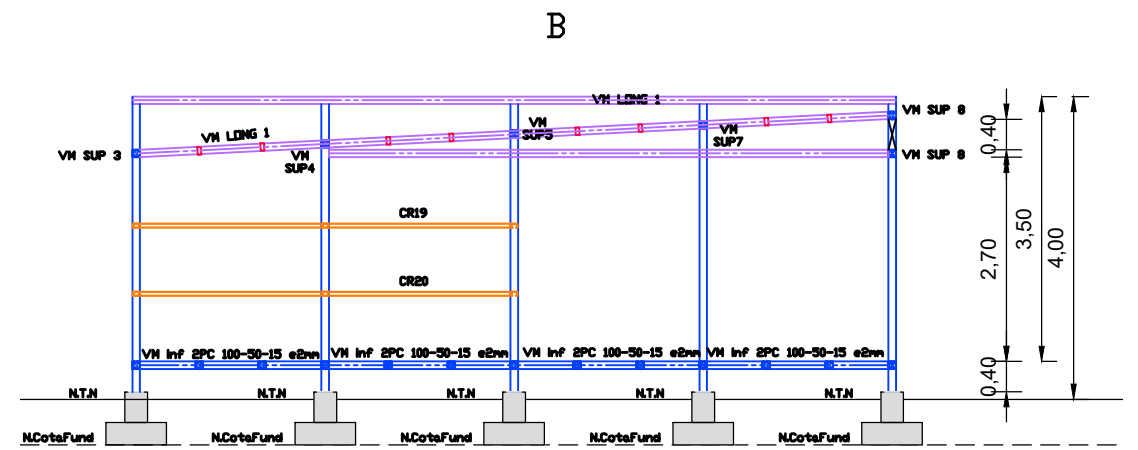 B
VM LONG 1
VM SUP 8
VM LONG 1
VM
SUP5
VM
SUP7
VM SUP 3
VM
SUP4
VM SUP 8
0,40
CR19
3,50
4,00
2,70
CR20
VM Inf 2PC 100-50-15 e2mm
VM Inf 2PC 100-50-15 e2mm
VM Inf 2PC 100-50-15 e2mm
VM Inf 2PC 100-50-15 e2mm
0,40
N.T.N
N.T.N
N.T.N
N.T.N
N.T.N
N.CotaFund
N.CotaFund
N.CotaFund
N.CotaFund
N.CotaFund